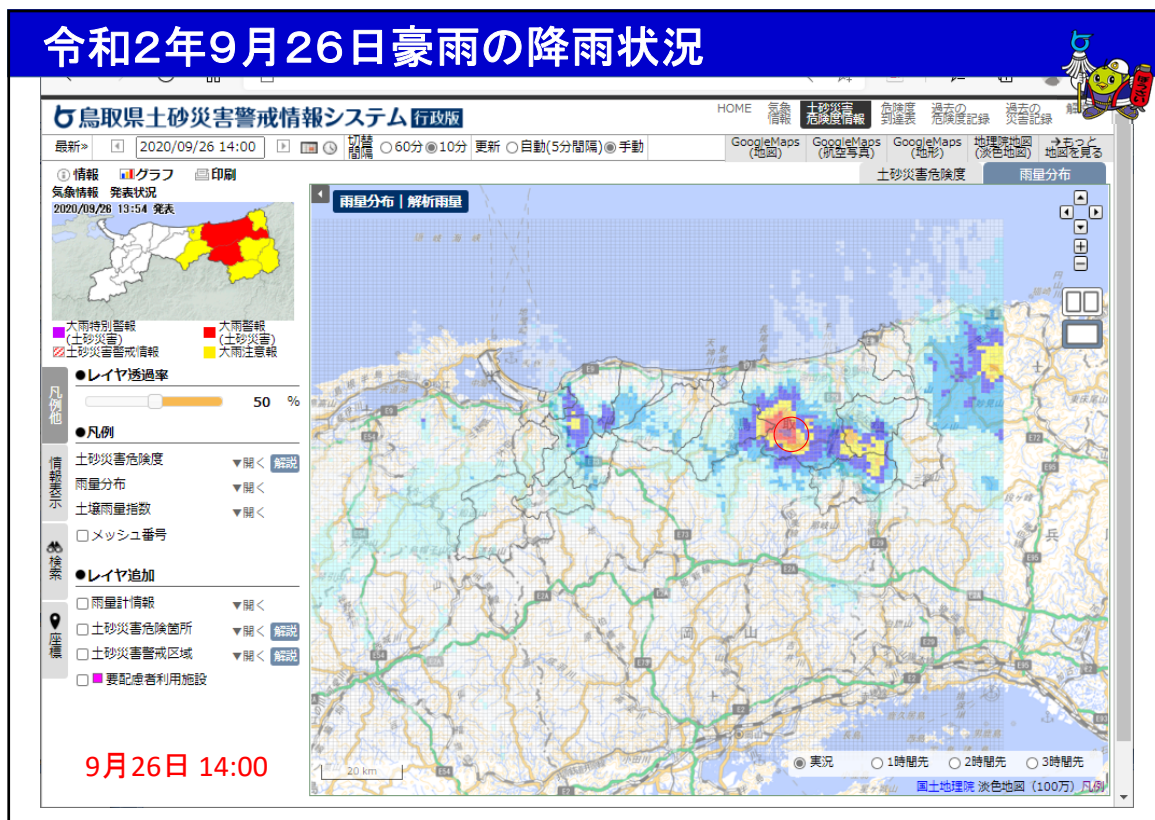 令和2年9月26日豪雨の降雨状況
鳥取県土砂災害警戒情報システム 行政版
HOME 気象情報 土砂災害危険度情報 危険度到達表 過去の危険度記録 過去の災害記録
最新» 2020/09/26 14:00 切替間隔 60分 10分 更新 自動(5分間隔) 手動
GoogleMaps(地図) GoogleMaps(航空写真) GoogleMaps(地形) 地理院地図(淡色地図) →もっと地図を見る
情報 グラフ 印刷
土砂災害危険度 雨量分布
気象情報 発表状況
2020/09/26 13:54 発表
雨量分布 | 解析雨量
大雨特別警報(土砂災害) 大雨警報(土砂災害)
土砂災害警戒情報 大雨注意報
●レイヤ透過率
50 %
凡例他
●凡例
土砂災害危険度 ▼開く 解説
雨量分布 ▼開く
土壌雨量指数 ▼開く
メッシュ番号
情報表示
検索
座標
●レイヤ追加
雨量計情報 ▼開く
土砂災害危険箇所 ▼開く 解説
土砂災害警戒区域 ▼開く 解説
要配慮者利用施設
9月26日 14:00
取
兵
岡 山
E9
E54
E72
E95
E73
E2A
E29
E2
20 km
実況 1時間先 2時間先 3時間先
国土地理院 淡色地図（100万）凡例